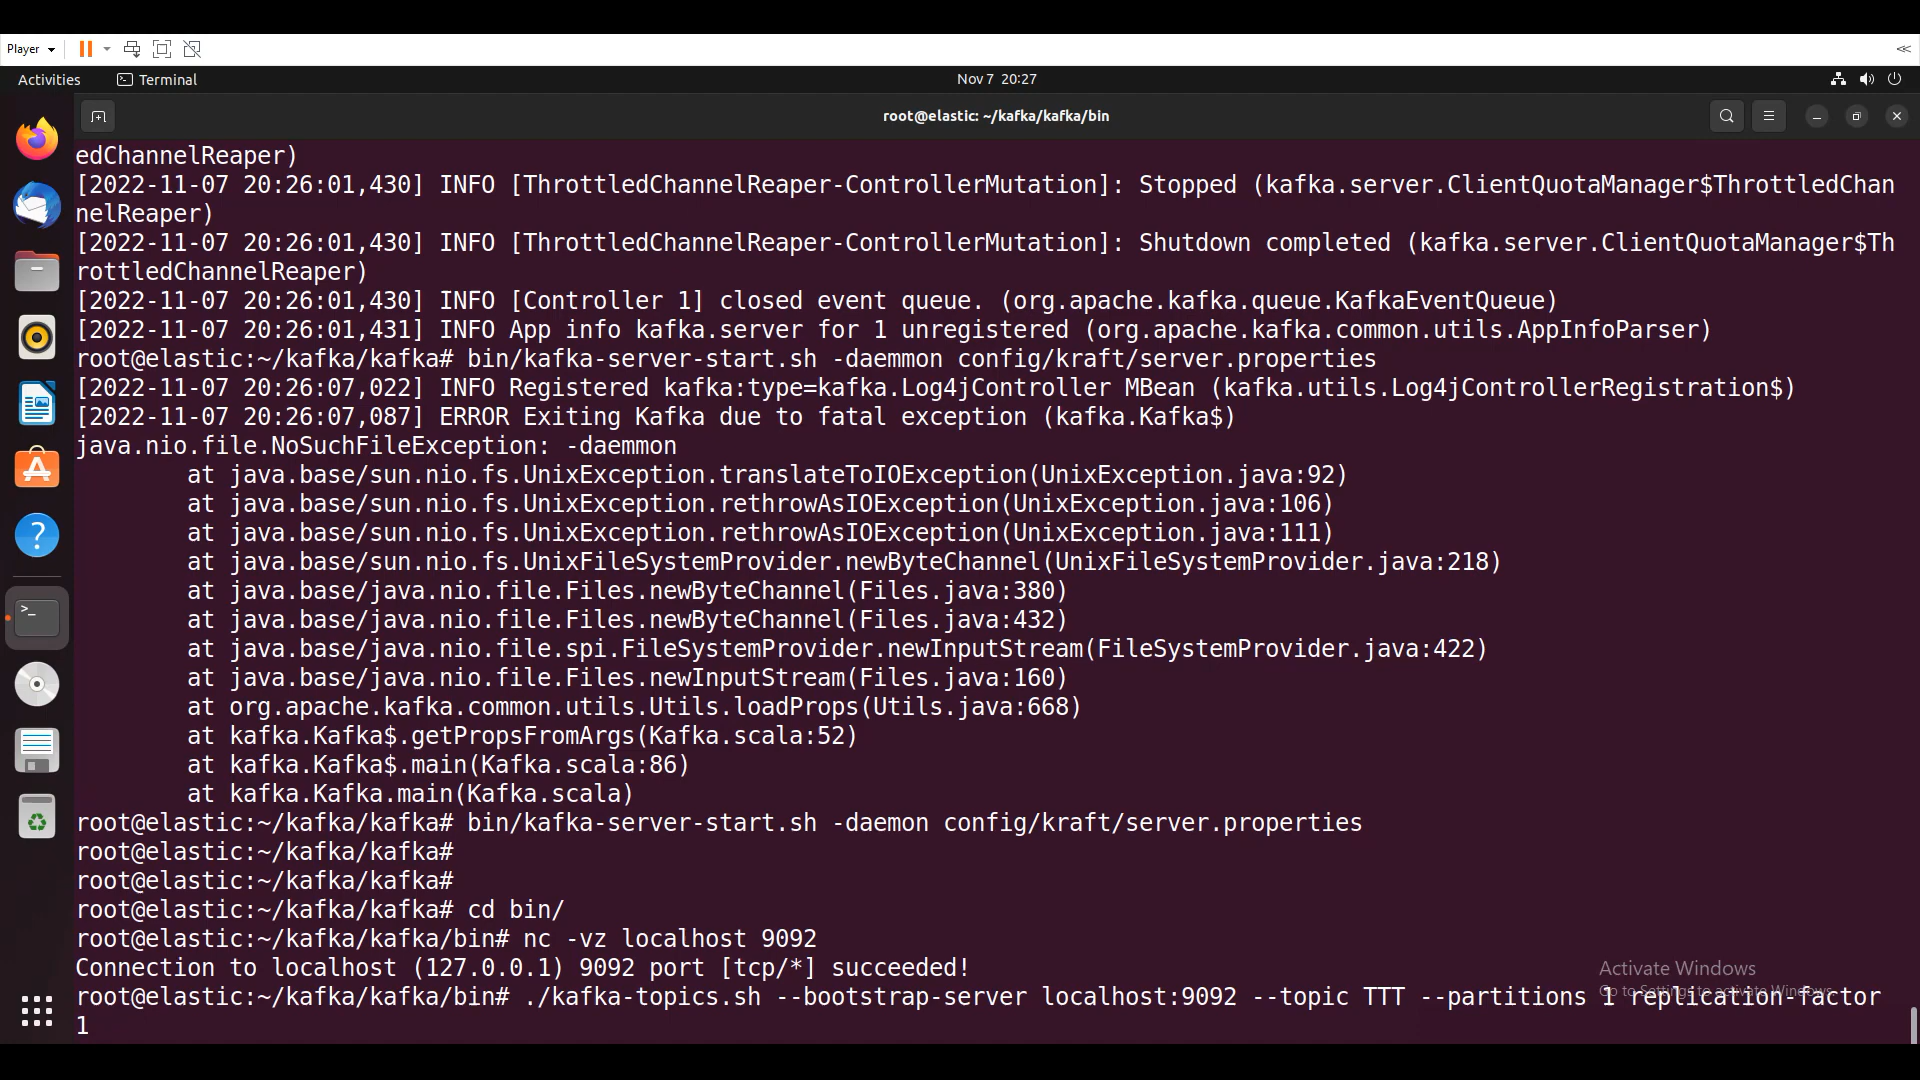 Player
Activities
Terminal
Nov 7 20:27
root@elastic: ~/kafka/kafka/bin
edChannelReaper)
[2022-11-07 20:26:01,430] INFO [ThrottledChannelReaper-ControllerMutation]: Stopped (kafka.server.ClientQuotaManager$ThrottledChan
nelReaper)
[2022-11-07 20:26:01,430] INFO [ThrottledChannelReaper-ControllerMutation]: Shutdown completed (kafka.server.ClientQuotaManager$Th
rottledChannelReaper)
[2022-11-07 20:26:01,430] INFO [Controller 1] closed event queue. (org.apache.kafka.queue.KafkaEventQueue)
[2022-11-07 20:26:01,431] INFO App info kafka.server for 1 unregistered (org.apache.kafka.common.utils.AppInfoParser)
root@elastic:~/kafka/kafka# bin/kafka-server-start.sh -daemmon config/kraft/server.properties
[2022-11-07 20:26:07,022] INFO Registered kafka:type=kafka.Log4jController MBean (kafka.utils.Log4jControllerRegistration$)
[2022-11-07 20:26:07,087] ERROR Exiting Kafka due to fatal exception (kafka.Kafka$)
java.nio.file.NoSuchFileException: -daemmon
at java.base/sun.nio.fs.UnixException.translateToIOException(UnixException.java:92)
at java.base/sun.nio.fs.UnixException.rethrowAsIOException(UnixException.java:106)
at java.base/sun.nio.fs.UnixException.rethrowAsIOException(UnixException.java:111)
at java.base/sun.nio.fs.UnixFileSystemProvider.newByteChannel(UnixFileSystemProvider.java:218)
at java.base/java.nio.file.Files.newByteChannel(Files.java:380)
at java.base/java.nio.file.Files.newByteChannel(Files.java:432)
at java.base/java.nio.file.spi.FileSystemProvider.newInputStream(FileSystemProvider.java:422)
at java.base/java.nio.file.Files.newInputStream(Files.java:160)
at org.apache.kafka.common.utils.Utils.loadProps(Utils.java:668)
at kafka.Kafka$.getPropsFromArgs(Kafka.scala:52)
at kafka.Kafka$.main(Kafka.scala:86)
at kafka.Kafka.main(Kafka.scala)
root@elastic:~/kafka/kafka# bin/kafka-server-start.sh -daemon config/kraft/server.properties
root@elastic:~/kafka/kafka#
root@elastic:~/kafka/kafka#
root@elastic:~/kafka/kafka# cd bin/
root@elastic:~/kafka/kafka/bin# nc -vz localhost 9092
Connection to localhost (127.0.0.1) 9092 port [tcp/*] succeeded!
Activate Windows
Go to Settings to activate Windows.
root@elastic:~/kafka/kafka/bin# ./kafka-topics.sh --bootstrap-server localhost:9092 --topic TTT --partitions 1 replication-factor
1